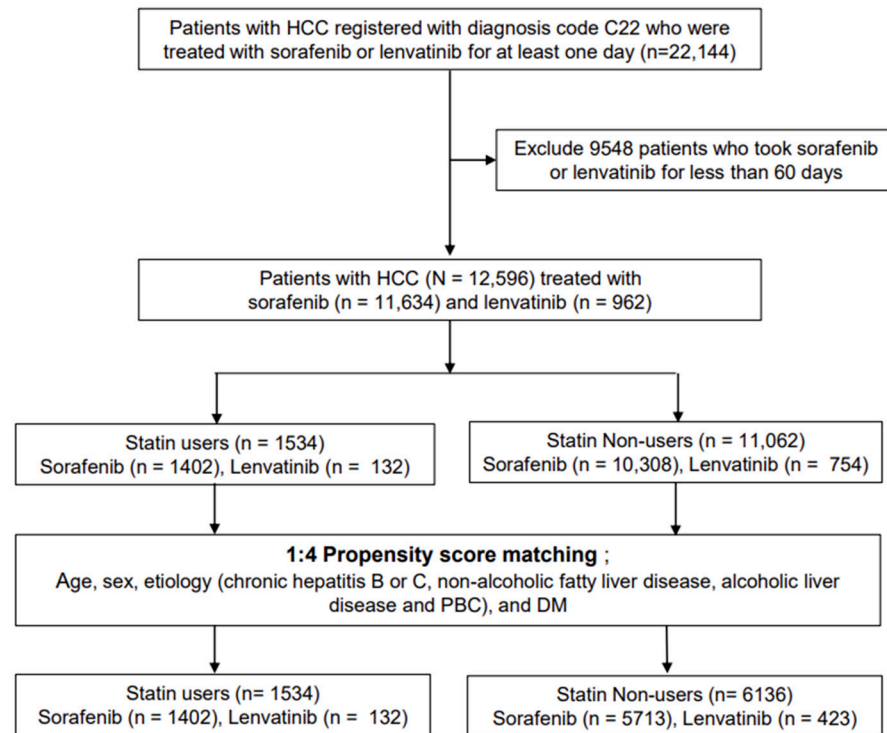 Patients with HCC registered with diagnosis code C22 who were
treated with sorafenib or lenvatinib for at least one day (n=22,144)
Exclude 9548 patients who took sorafenib
or lenvatinib for less than 60 days
Patients with HCC (N = 12,596) treated with
sorafenib (n = 11,634) and lenvatinib (n = 962)
Statin users (n = 1534)
Sorafenib (n = 1402), Lenvatinib (n = 132)
Statin Non-users (n = 11,062)
Sorafenib (n = 10,308), Lenvatinib (n = 754)
1:4 Propensity score matching ;
Age, sex, etiology (chronic hepatitis B or C, non-alcoholic fatty liver disease, alcoholic liver
disease and PBC), and DM
Statin users (n= 1534)
Sorafenib (n = 1402), Lenvatinib (n = 132)
Statin Non-users (n= 6136)
Sorafenib (n = 5713), Lenvatinib (n = 423)